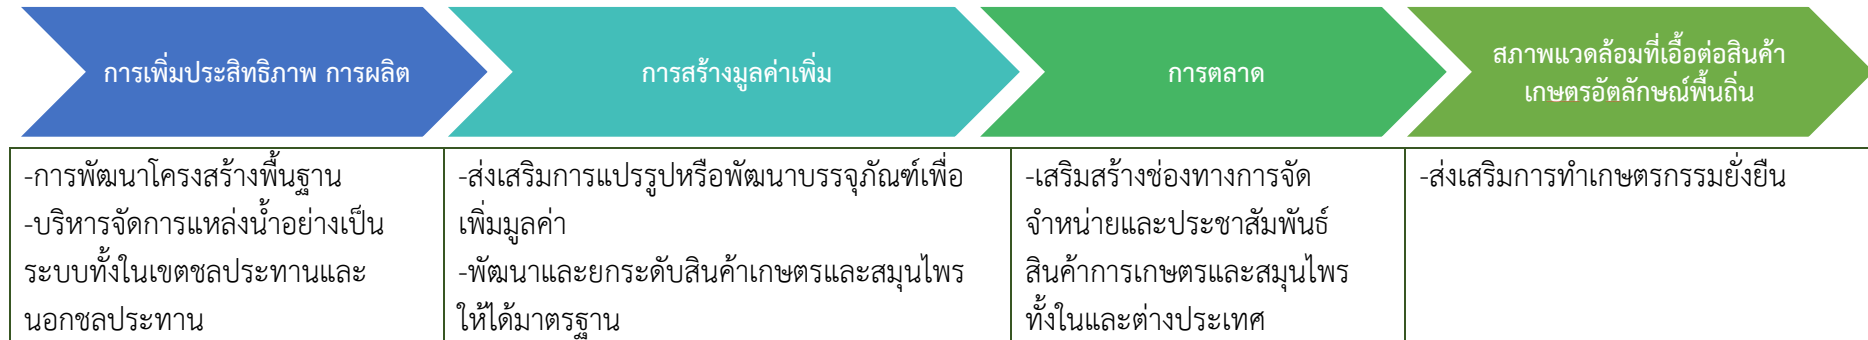 การเพิ่มประสิทธิภาพ การผลิต
การสร้างมูลค่าเพิ่ม
การตลาด
สภาพแวดล้อมที่เอื้อต่อสินค้า
เกษตรอัตลักษณ์พื้นถิ่น
-การพัฒนาโครงสร้างพื้นฐาน
-บริหารจัดการแหล่งน้ำอย่างเป็น
ระบบทั้งในเขตชลประทานและ
นอกชลประทาน
-ส่งเสริมการแปรรูปหรือพัฒนาบรรจุภัณฑ์เพื่อ
เพิ่มมูลค่า
-พัฒนาและยกระดับสินค้าเกษตรและสมุนไพร
ให้ได้มาตรฐาน
-เสริมสร้างช่องทางการจัด
จำหน่ายและประชาสัมพันธ์
สินค้าการเกษตรและสมุนไพร
ทั้งในและต่างประเทศ
-ส่งเสริมการทำเกษตรกรรมยั่งยืน